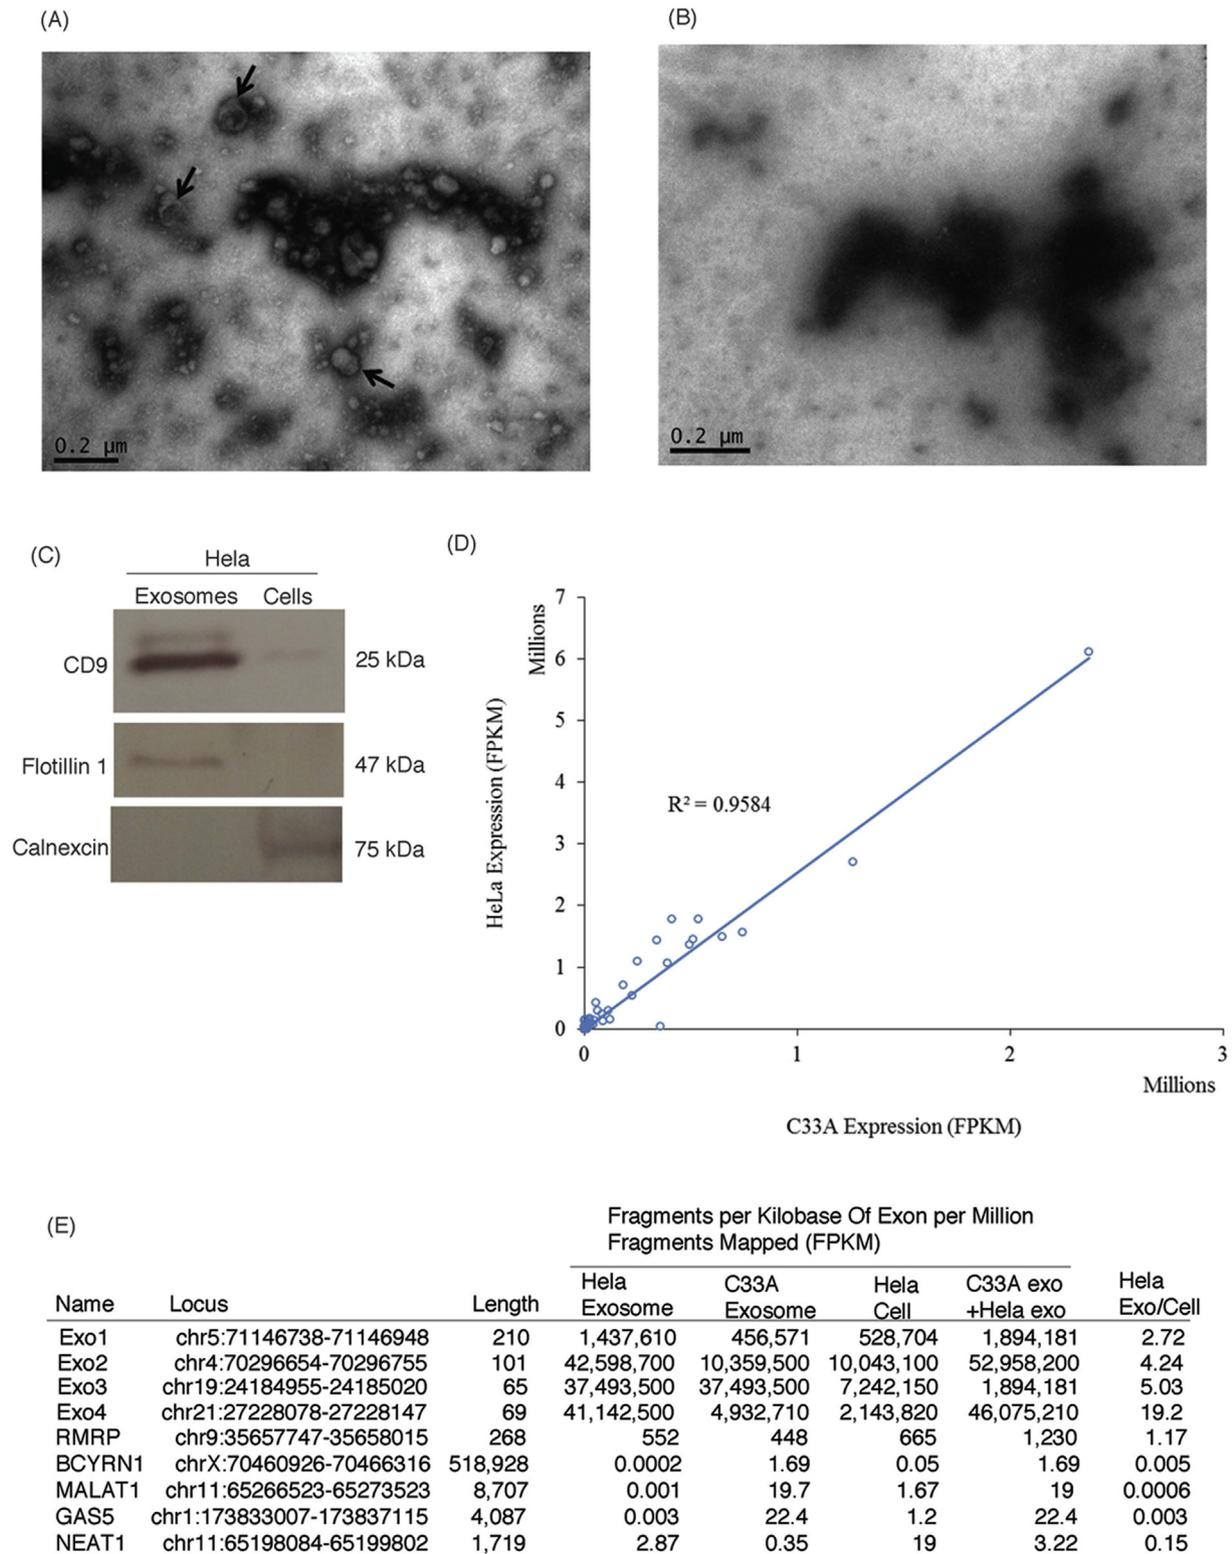 (A)
(B)
0.2 µm
0.2 µm
(C)
Hela
Exosomes Cells
CD9
25 kDa
Flotillin 1
47 kDa
Calnexcin
75 kDa
(D)
7
6
5
4
3
2
1
0
Millions
HeLa Expression (FPKM)
R² = 0.9584
0 1 2 3
Millions
C33A Expression (FPKM)
(E)
Fragments per Kilobase Of Exon per Million
Fragments Mapped (FPKM)
Hela C33A Hela C33A exo Hela
Name Locus Length Exosome Exosome Cell +Hela exo Exo/Cell
Exo1 chr5:71146738-71146948 210 1,437,610 456,571 528,704 1,894,181 2.72
Exo2 chr4:70296654-70296755 101 42,598,700 10,359,500 10,043,100 52,958,200 4.24
Exo3 chr19:24184955-24185020 65 37,493,500 37,493,500 7,242,150 1,894,181 5.03
Exo4 chr21:27228078-27228147 69 41,142,500 4,932,710 2,143,820 46,075,210 19.2
RMRP chr9:35657747-35658015 268 552 448 665 1,230 1.17
BCYRN1 chrX:70460926-70466316 518,928 0.0002 1.69 0.05 1.69 0.005
MALAT1 chr11:65266523-65273523 8,707 0.001 19.7 1.67 19 0.0006
GAS5 chr1:173833007-173837115 4,087 0.003 22.4 1.2 22.4 0.003
NEAT1 chr11:65198084-65199802 1,719 2.87 0.35 19 3.22 0.15